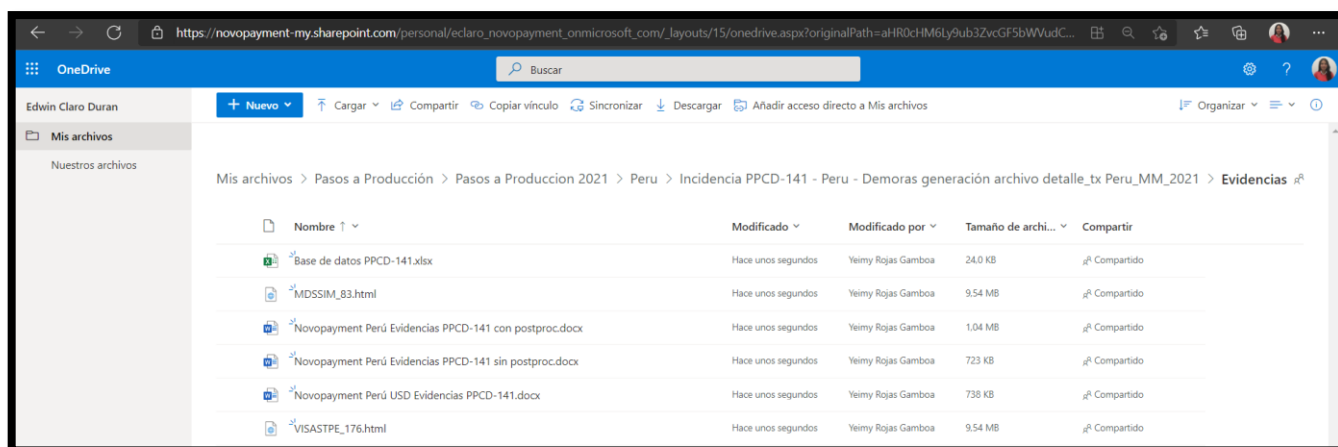 https://novopayment-my.sharepoint.com/personal/eclaro_novopayment_onmicrosoft_com/_layouts/15/onedrive.aspx?originalPath=aHR0cHM6Ly9ub3ZvcGF5bWVudC...
OneDrive
Buscar
Edwin Claro Duran
Mis archivos
Nuestros archivos
+ Nuevo Cargar Compartir Copiar vínculo Sincronizar Descargar Añadir acceso directo a Mis archivos Organizar
Mis archivos > Pasos a Producción > Pasos a Produccion 2021 > Peru > Incidencia PPCD-141 - Peru - Demoras generación archivo detalle_tx Peru_MM_2021 > Evidencias
Nombre ↑ Modificado Modificado por Tamaño de archi... Compartir
Base de datos PPCD-141.xlsx Hace unos segundos Yeimy Rojas Gamboa 24.0 KB Compartido
MDSSIM_83.html Hace unos segundos Yeimy Rojas Gamboa 9.54 MB Compartido
Novopayment Perú Evidencias PPCD-141 con postproc.docx Hace unos segundos Yeimy Rojas Gamboa 1.04 MB Compartido
Novopayment Perú Evidencias PPCD-141 sin postproc.docx Hace unos segundos Yeimy Rojas Gamboa 723 KB Compartido
Novopayment Perú USD Evidencias PPCD-141.docx Hace unos segundos Yeimy Rojas Gamboa 738 KB Compartido
VISASTPE_176.html Hace unos segundos Yeimy Rojas Gamboa 9.54 MB Compartido